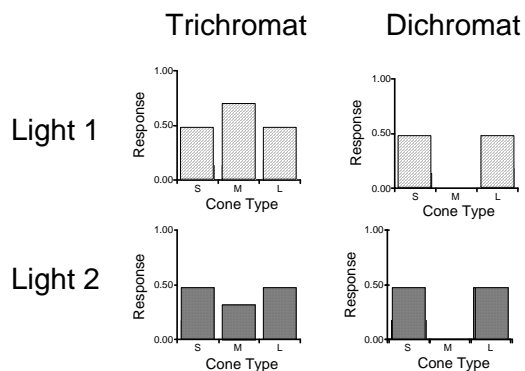 Trichromat
Dichromat
Light 1
Response
1.00
0.50
0.00
S M L
Cone Type
Response
1.00
0.50
0.00
S M L
Cone Type
Light 2
Response
1.00
0.50
0.00
S M L
Cone Type
Response
1.00
0.50
0.00
S M L
Cone Type